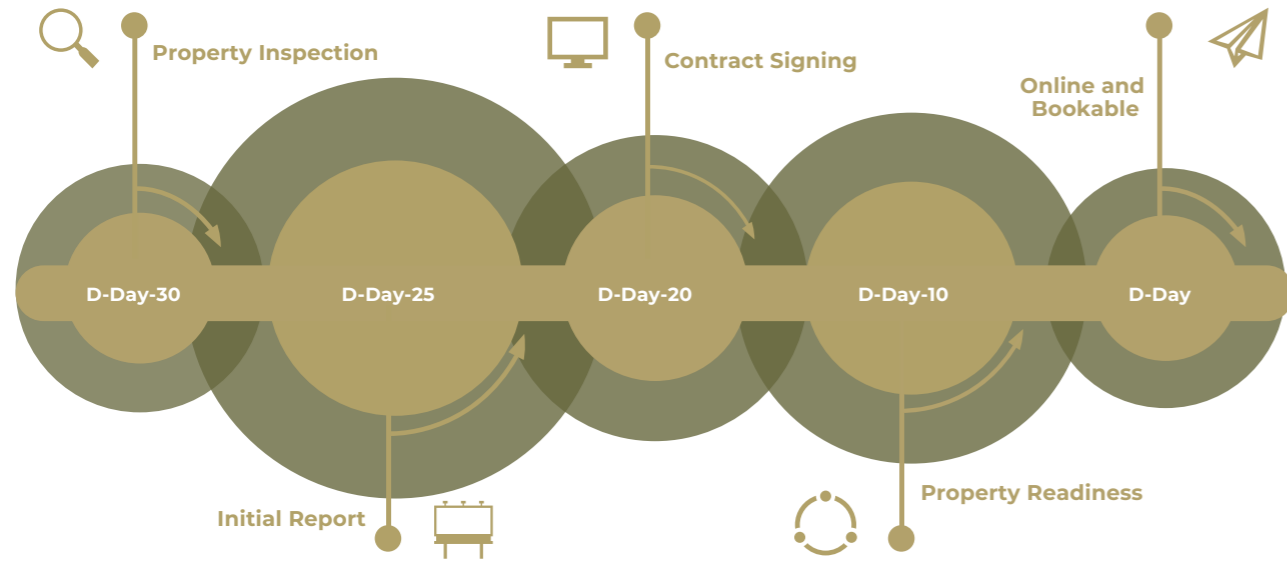 Property Inspection
Contract Signing
Online and
Bookable
D-Day-30
D-Day-25
D-Day-20
D-Day-10
D-Day
Initial Report
Property Readiness